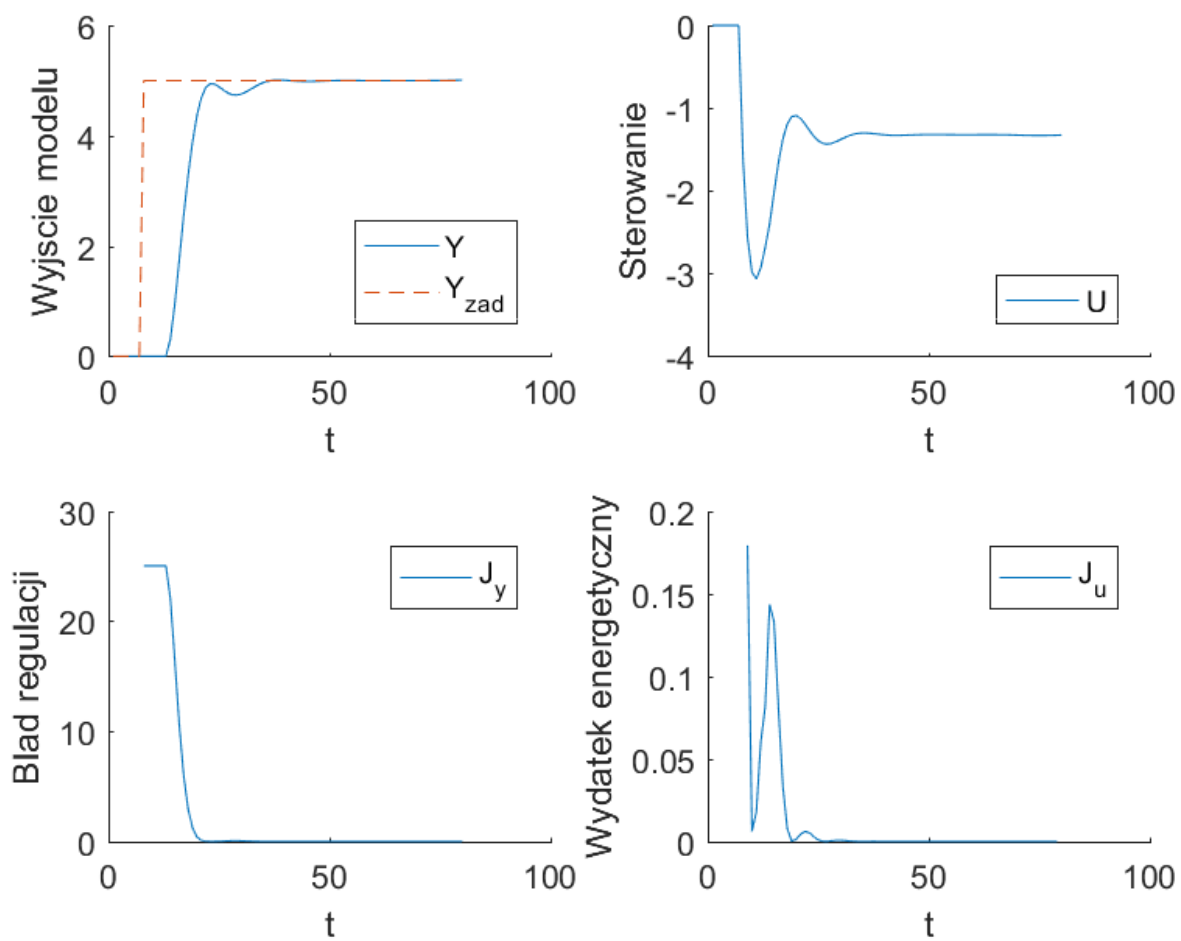 6
4
2
0
Wyjscie modelu
Y
Y_zad
0 50 100
t
0
-1
-2
-3
-4
Sterowanie
U
0 50 100
t
30
20
10
0
Blad regulacji
J_y
0 50 100
t
0.2
0.15
0.1
0.05
0
Wydatek energetyczny
J_u
0 50 100
t